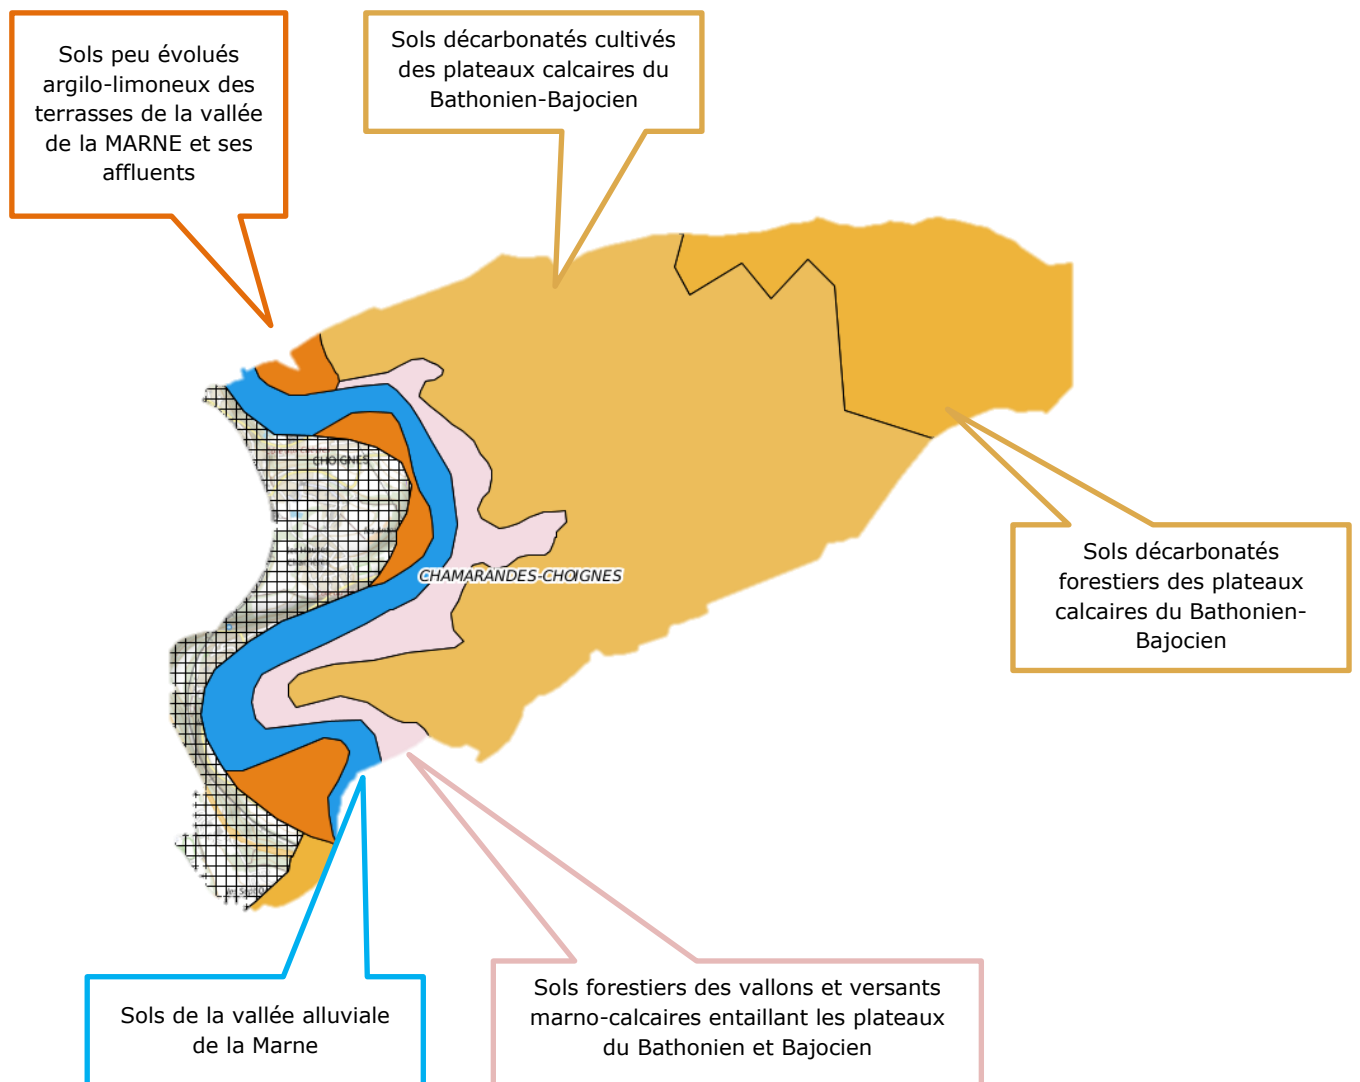 Sols peu évolués
argilo-limoneux des
terrasses de la vallée
de la MARNE et ses
affluents
Sols décarbonatés cultivés
des plateaux calcaires du
Bathonien-Bajocien
CHOIGNES
CHAMARANDES-CHOIGNES
Sols décarbonatés
forestiers des plateaux
calcaires du Bathonien-
Bajocien
Sols de la vallée alluviale
de la Marne
Sols forestiers des vallons et versants
marno-calcaires entaillant les plateaux
du Bathonien et Bajocien